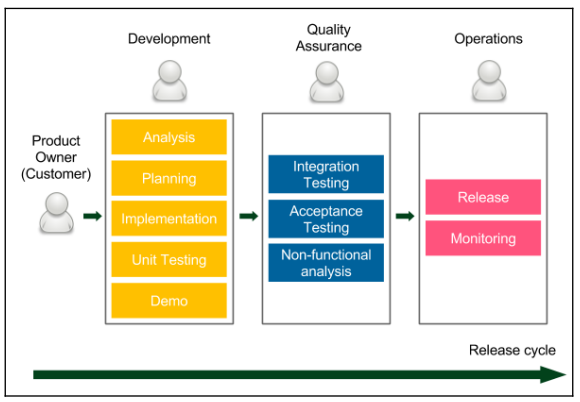 Development
Quality
Assurance
Operations
Product
Owner
(Customer)
Analysis
Planning
Implementation
Unit Testing
Demo
Integration
Testing
Acceptance
Testing
Non-functional
analysis
Release
Monitoring
Release cycle